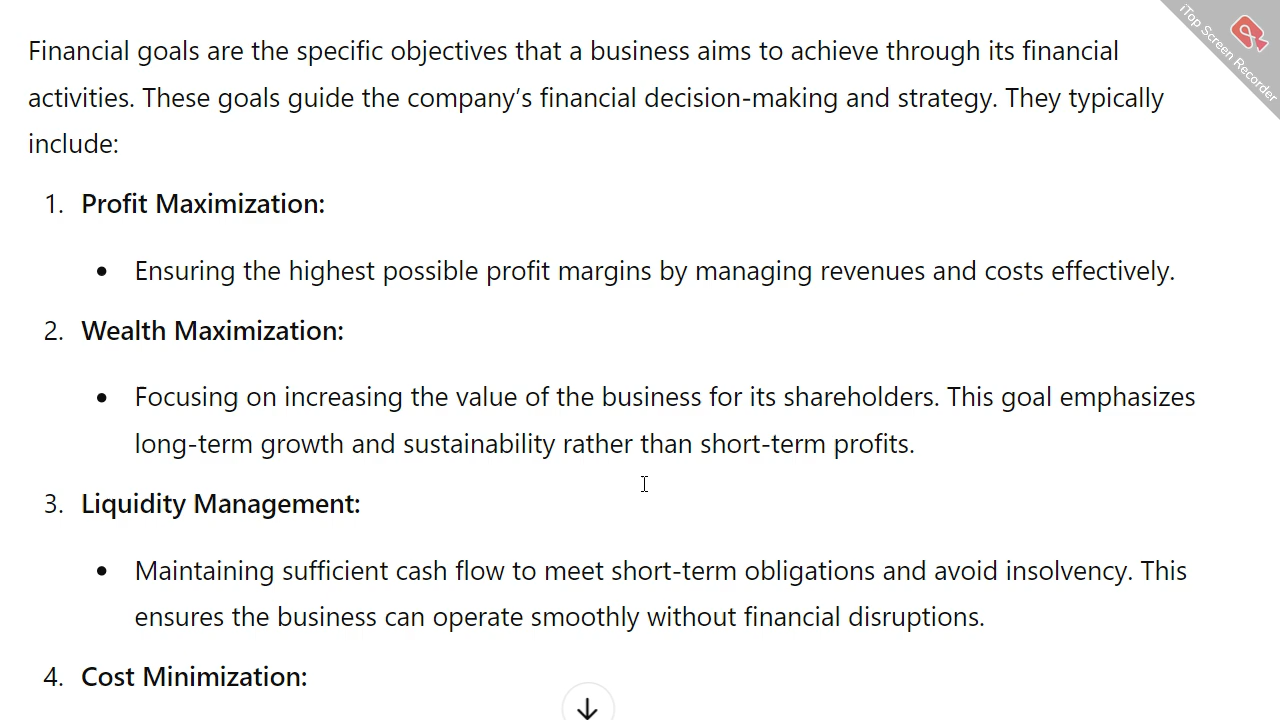 Financial goals are the specific objectives that a business aims to achieve through its financial
activities. These goals guide the company’s financial decision-making and strategy. They typically
include:
1. Profit Maximization:
• Ensuring the highest possible profit margins by managing revenues and costs effectively.
2. Wealth Maximization:
• Focusing on increasing the value of the business for its shareholders. This goal emphasizes
long-term growth and sustainability rather than short-term profits.
3. Liquidity Management:
• Maintaining sufficient cash flow to meet short-term obligations and avoid insolvency. This
ensures the business can operate smoothly without financial disruptions.
4. Cost Minimization:
iTop Screen Recorder